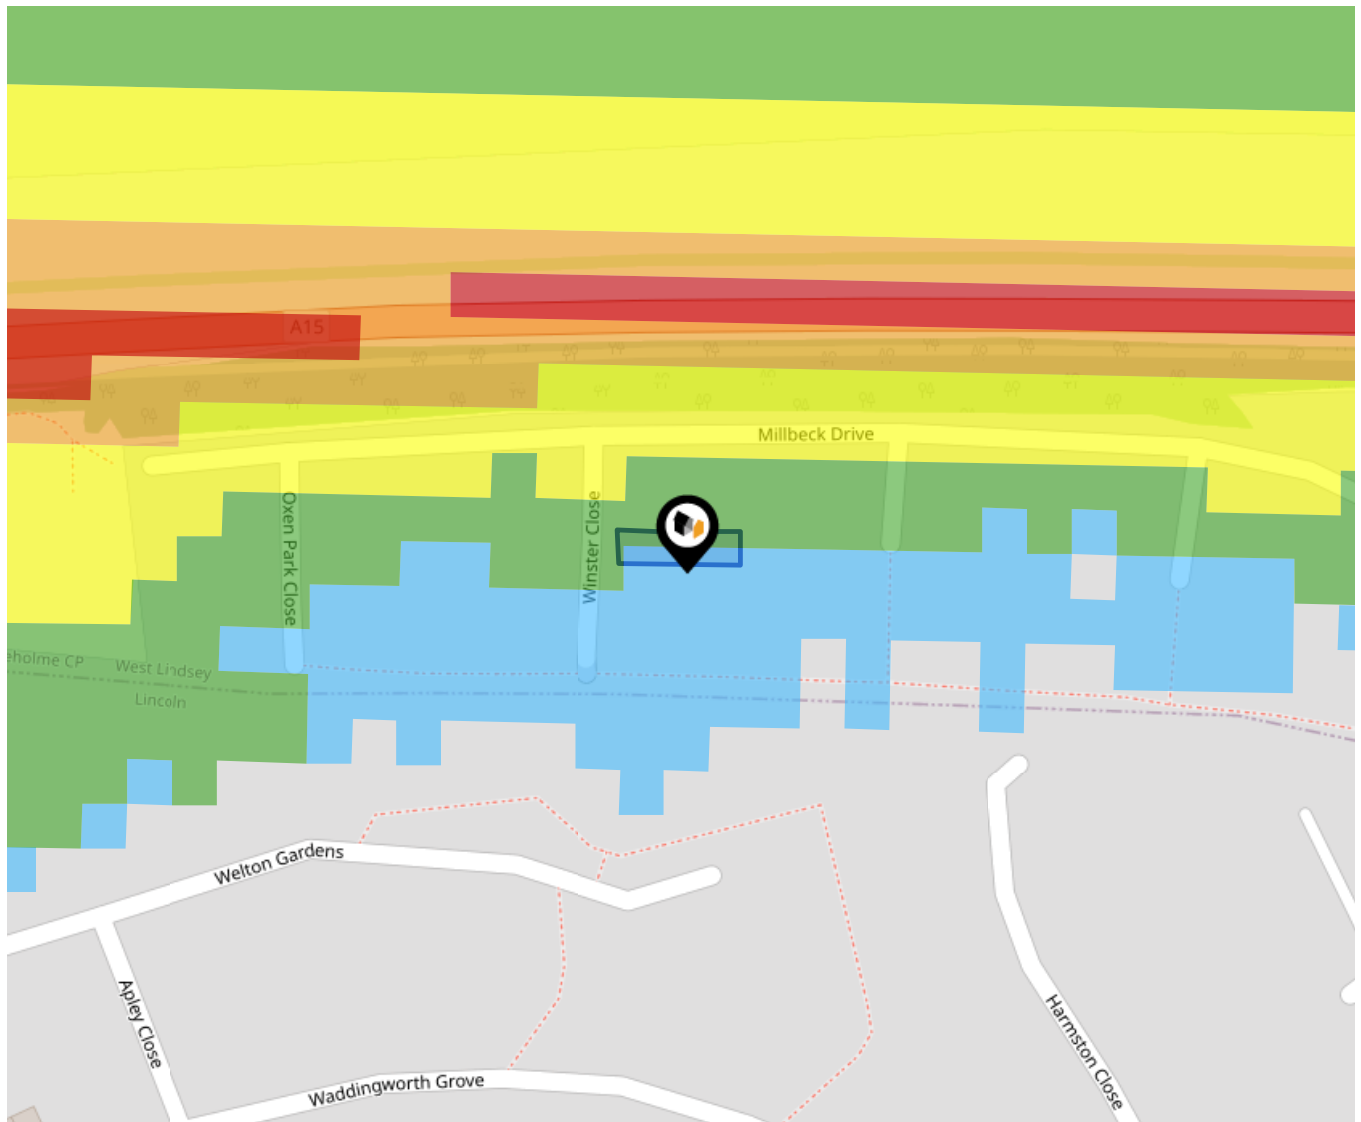 A15
Millbeck Drive
Oxen Park Close
Winster Close
eholme CP
West Lindsey
Lincoln
Welton Gardens
Apley Close
Waddingworth Grove
Harmston Close